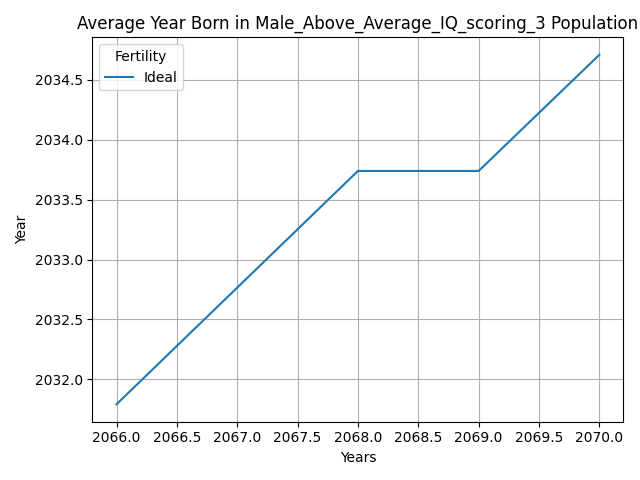 Average Year Born in Male_Above_Average_IQ_scoring_3 Population
Fertility
Ideal
2034.5
2034.0
2033.5
2033.0
2032.5
2032.0
Year
2066.0 2066.5 2067.0 2067.5 2068.0 2068.5 2069.0 2069.5 2070.0
Years